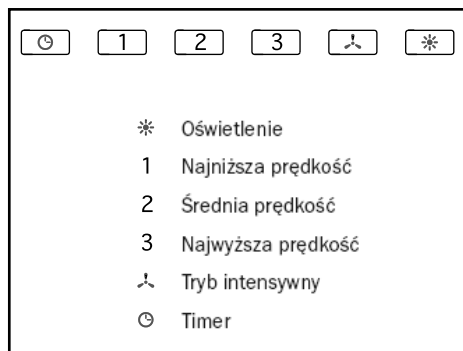 1 2 3
Oświetlenie
1 Najniższa prędkość
2 Średnia prędkość
3 Najwyższa prędkość
Tryb intensywny
Timer